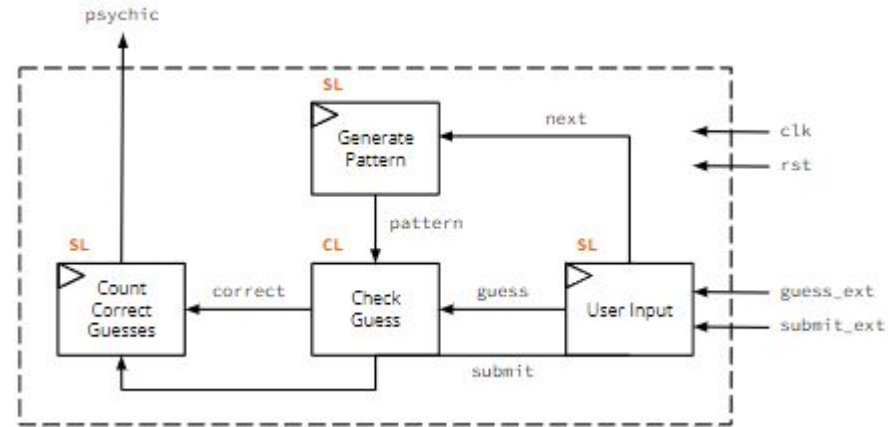 psychic
SL
Generate
Pattern
next
clk
rst
pattern
SL
CL
SL
Count
Correct
Guesses
correct
Check
Guess
guess
User Input
guess_ext
submit_ext
submit